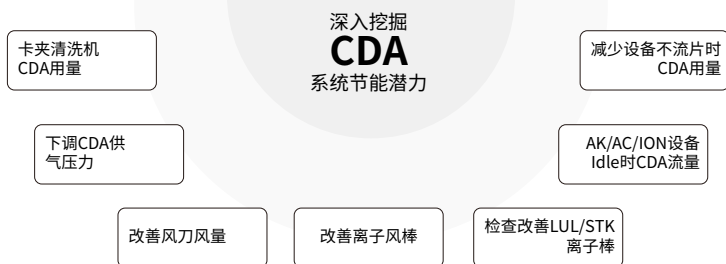 深入挖掘
CDA
系统节能潜力
卡夹清洗机
CDA用量
减少设备不流片时
CDA用量
下调CDA供
气压力
AK/AC/ION设备
Idle时CDA流量
改善风刀风量
改善离子风棒
检查改善LUL/STK
离子棒